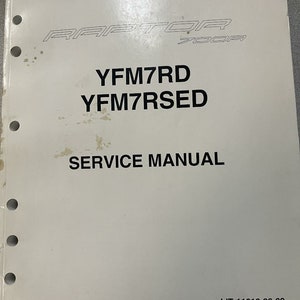 RAPTOR
700R
YFM7RD
YFM7RSED
SERVICE MANUAL